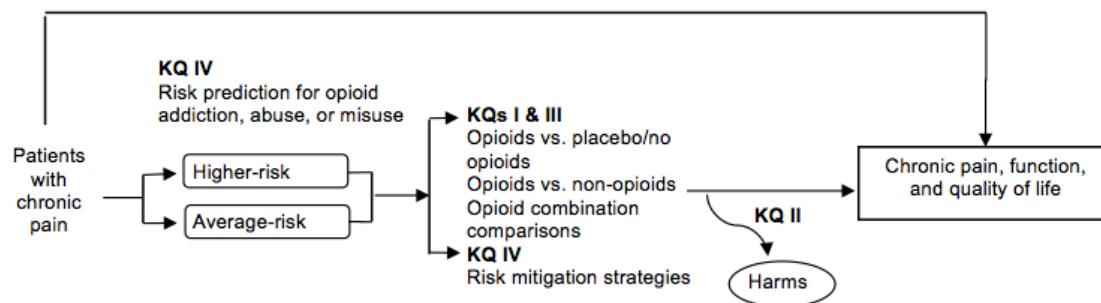 KQ IV
Risk prediction for opioid
addiction, abuse, or misuse
Patients
with
chronic
pain
Higher-risk
Average-risk
KQs I & III
Opioids vs. placebo/no
opioids
Opioids vs. non-opioids
Opioid combination
comparisons
KQ IV
Risk mitigation strategies
KQ II
Harms
Chronic pain, function,
and quality of life